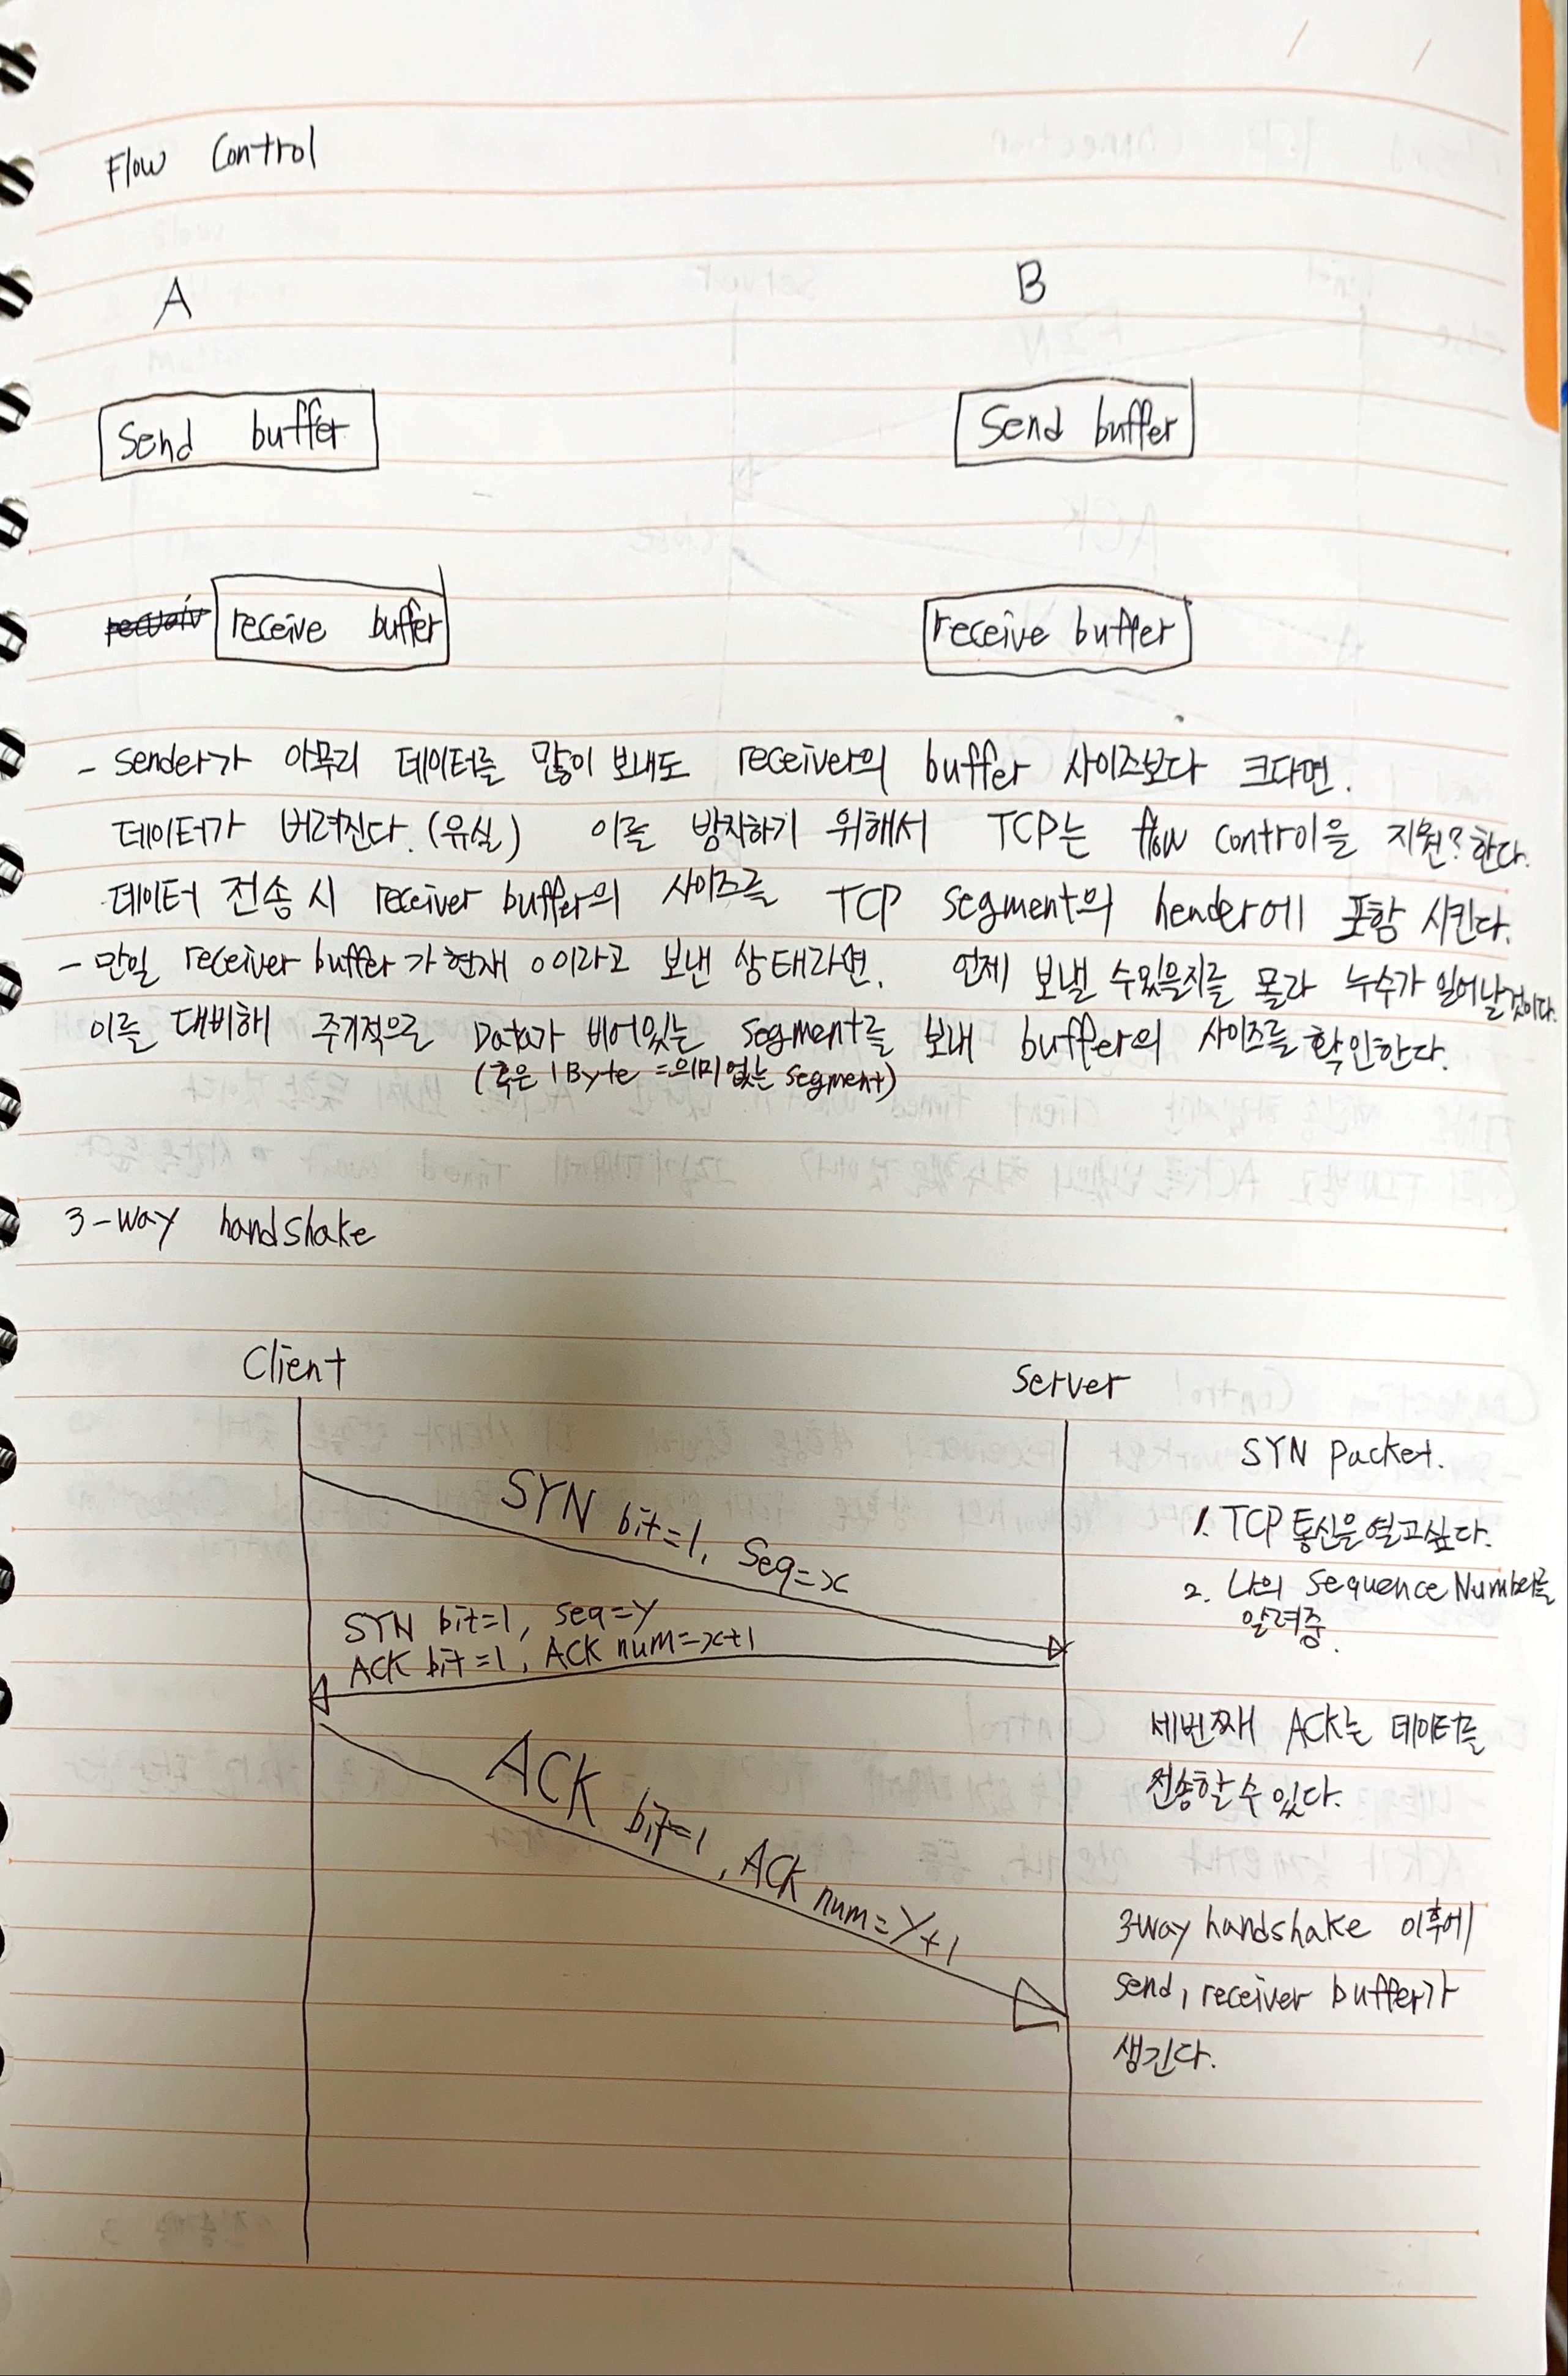 Flow Control
A
B
Send buffer
Send buffer
receive buffer
receive buffer
- Sender가 아무리 데이터를 많이 보내도 receiver의 buffer 사이즈보다 크다면.
데이터가 버려진다.(유실) 이를 방지하기 위해서 TCP는 flow control을 지원?한다.
데이터 전송 시 receiver buffer의 사이즈를 TCP segment의 hender에 포함 시킨다.
- 만일 receiver buffer가 현재 0이라고 보낸 상태라면. 언제 보낼 수있을지를 몰라 누수가 일어날것이다.
이를 대비해 주기적으로 Data가 비어있는 segment를 보내 buffer의 사이즈를 확인한다.
(혹은 1Byte = 의미없는 segment)
3-way handshake
Client
Server
SYN bit=1, Seq=x
SYN bit=1, seq=y
ACK bit=1, ACK num=x+1
ACK bit=1, ACK num=y+1
SYN packet.
1. TCP 통신을 열고싶다.
2. 나의 Sequence Number를
알려줌.
세번째 ACK는 데이터를
전송할 수 있다.
3way handshake 이후에
send, receiver buffer가
생긴다.